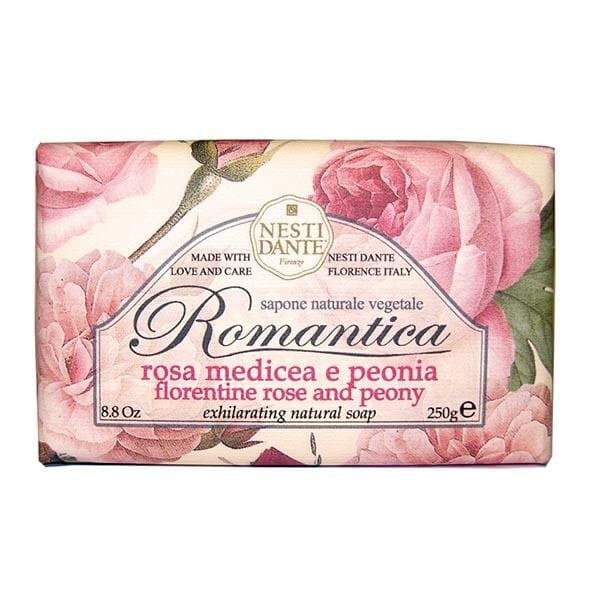 NESTI
DANTE
Firenze
MADE WITH
LOVE AND CARE
NESTI DANTE
FLORENCE ITALY
sapone naturale vegetale
Romantica
rosa medicea e peonia
florentine rose and peony
8.8 Oz
exhilarating natural soap
250g e